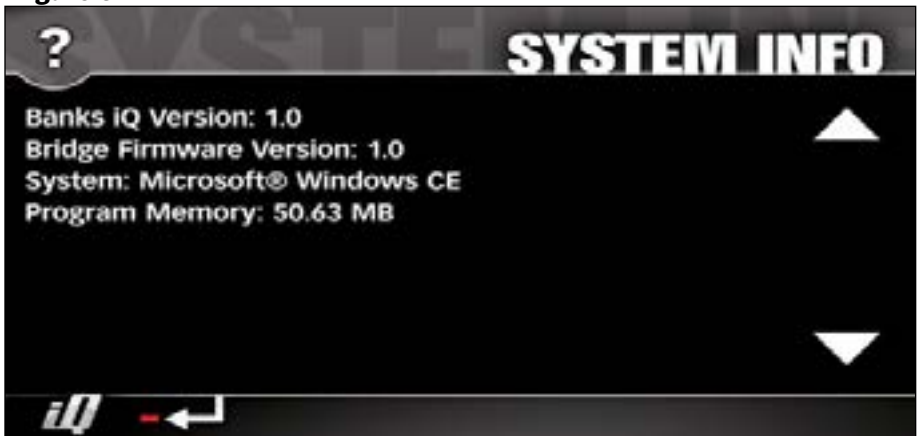 ?
SYSTEM INFO
Banks iQ Version: 1.0
Bridge Firmware Version: 1.0
System: Microsoft® Windows CE
Program Memory: 50.63 MB
iQ